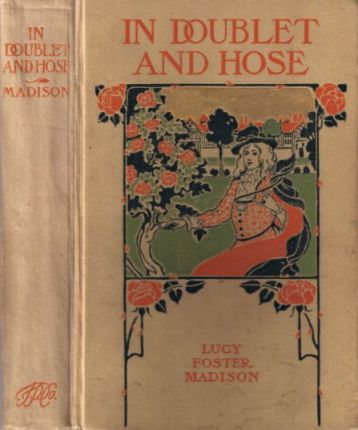 IN
DOUBLET
AND HOSE
MADISON
IN DOUBLET
AND HOSE
LUCY
FOSTER
MADISON